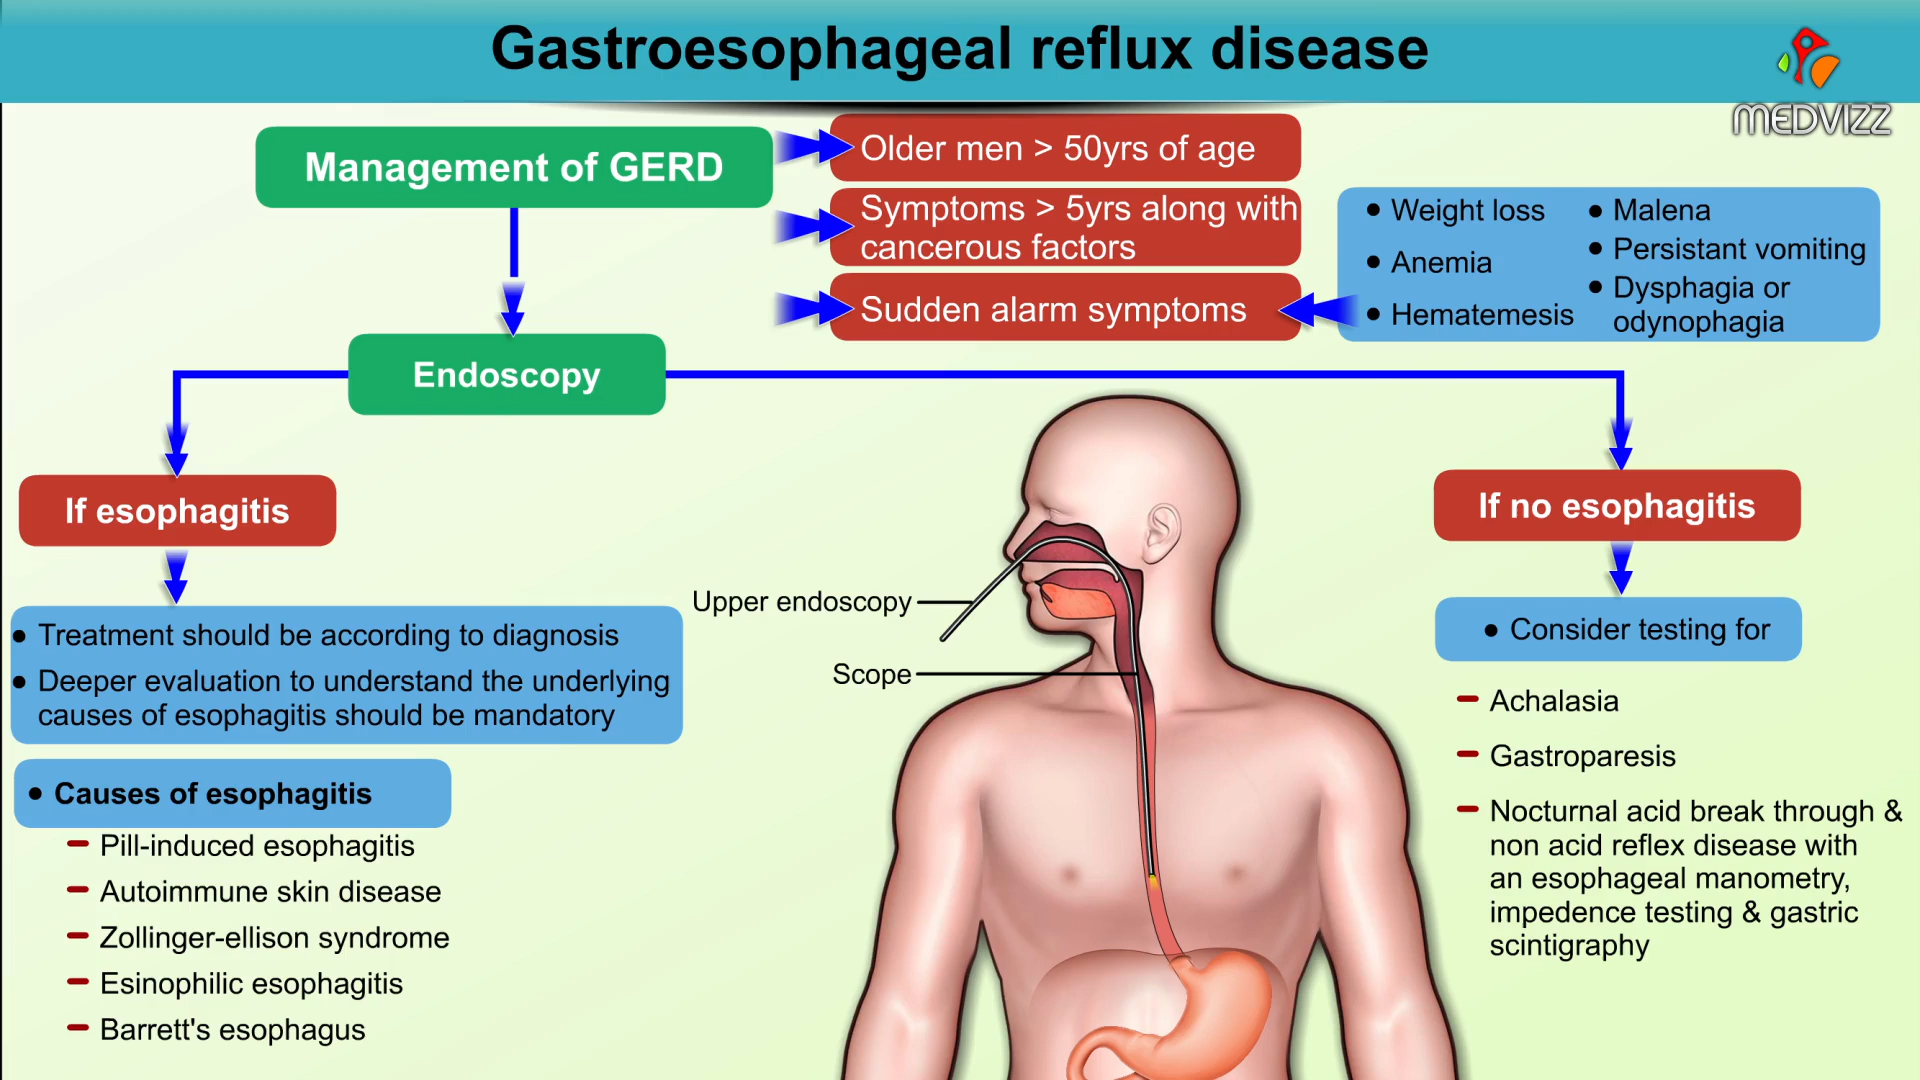 Gastroesophageal reflux disease
MEDVIZZ
Management of GERD
Older men > 50yrs of age
Symptoms > 5yrs along with
cancerous factors
Sudden alarm symptoms
• Weight loss
• Anemia
• Hematemesis
• Malena
• Persistant vomiting
• Dysphagia or
odynophagia
Endoscopy
If esophagitis
• Treatment should be according to diagnosis
• Deeper evaluation to understand the underlying
causes of esophagitis should be mandatory
• Causes of esophagitis
– Pill-induced esophagitis
– Autoimmune skin disease
– Zollinger-ellison syndrome
– Esinophilic esophagitis
– Barrett's esophagus
Upper endoscopy
Scope
If no esophagitis
• Consider testing for
– Achalasia
– Gastroparesis
– Nocturnal acid break through &
non acid reflex disease with
an esophageal manometry,
impedence testing & gastric
scintigraphy